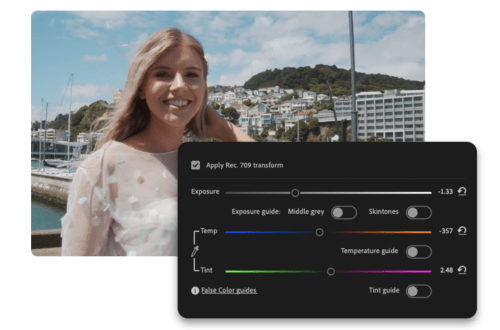 Apply Rec. 709 transform
Exposure -1.33
Exposure guide: Middle grey Skintones
Temp -357
Temperature guide
Tint 2.48
False Color guides Tint guide